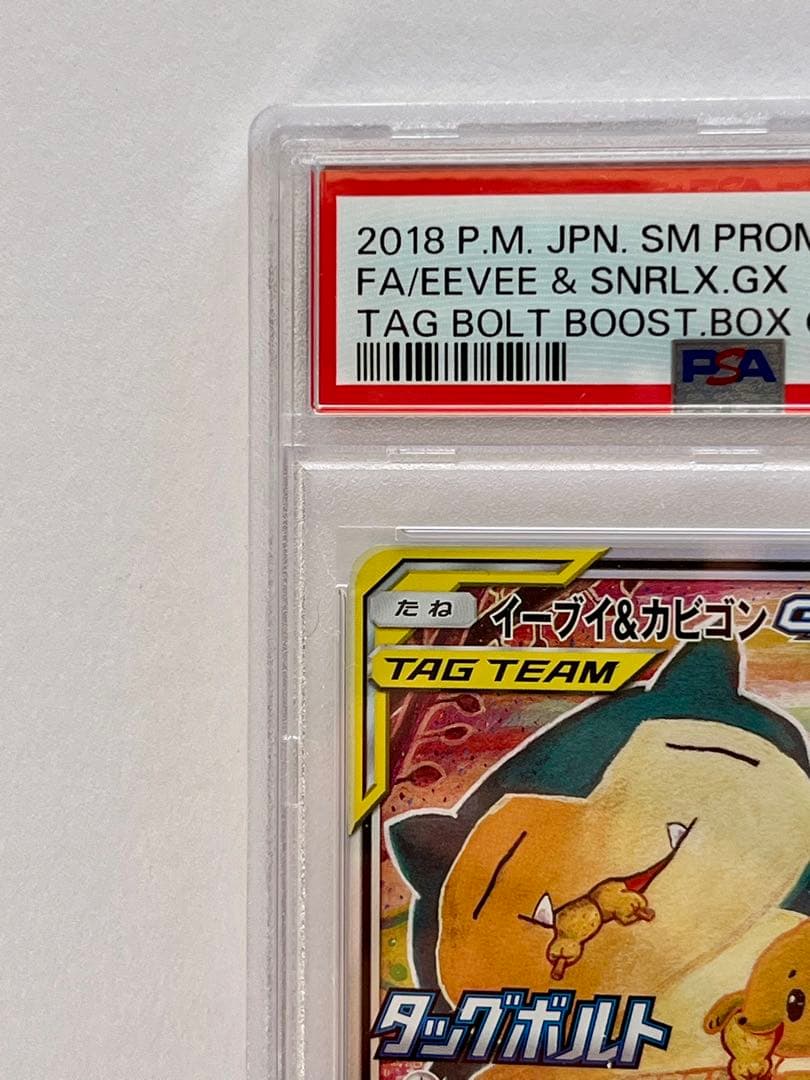 2018 P.M. JPN. SM PROM
FA/EEVEE & SNRLX.GX
TAG BOLT BOOST.BOX
PSA
たね イーブイ&カビゴン G
TAG TEAM
タッグボルト